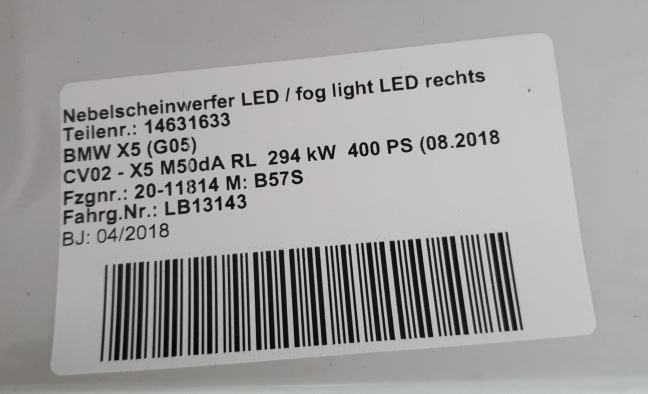 Nebelscheinwerfer LED / fog light LED rechts
Teilenr.: 14631633
BMW X5 (G05)
CV02 - X5 M50dA RL 294 kW 400 PS (08.2018
Fzgnr.: 20-11814 M: B57S
Fahrg.Nr.: LB13143
BJ: 04/2018